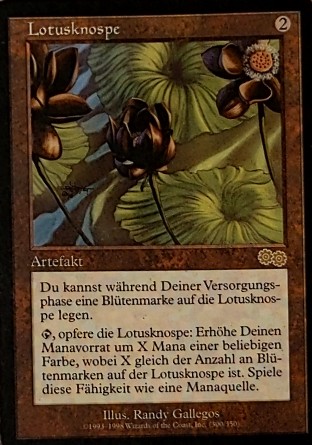 Lotusknospe 2
Artefakt
Du kannst während Deiner Versorgungs-
phase eine Blütenmarke auf die Lotusknos-
pe legen.
, opfere die Lotusknospe: Erhöhe Deinen
Manavorrat um X Mana einer beliebigen
Farbe, wobei X gleich der Anzahl an Blü-
tenmarken auf der Lotusknospe ist. Spiele
diese Fähigkeit wie eine Manaquelle.
Illus. Randy Gallegos
©1993-1998 Wizards of the Coast, Inc. (300/350)